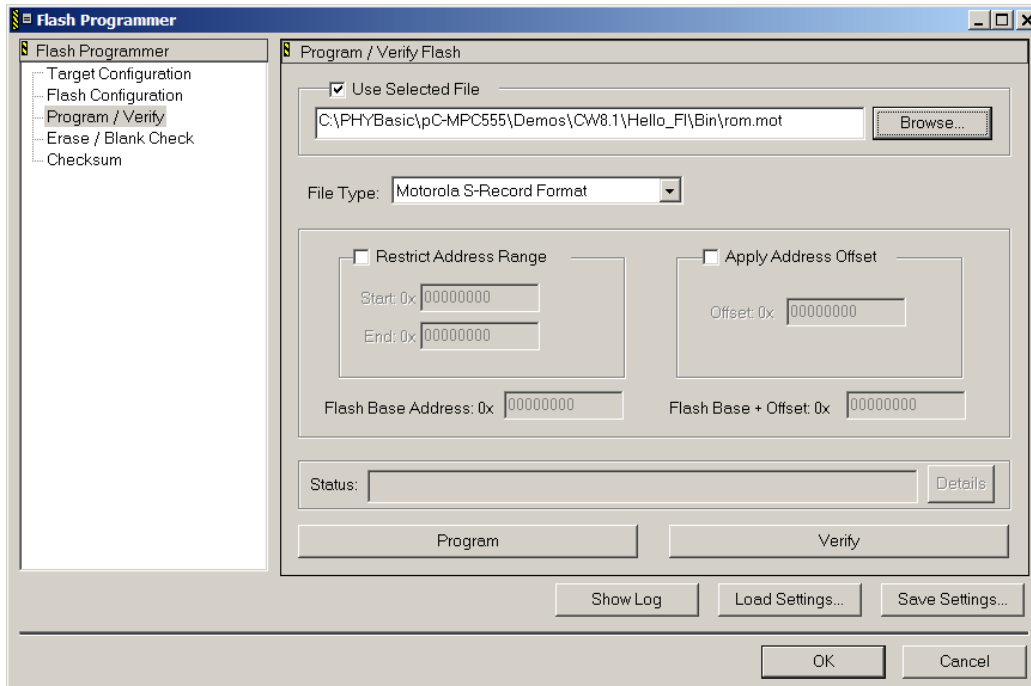 Flash Programmer
Flash Programmer
Target Configuration
Flash Configuration
Program / Verify
Erase / Blank Check
Checksum
Program / Verify Flash
Use Selected File
C:\PHYBasic\pC-MPC555\Demos\CW8.1\Hello_Fl\Bin\rom.mot
Browse...
File Type: Motorola S-Record Format
Restrict Address Range
Start: 0x 00000000
End: 0x 00000000
Apply Address Offset
Offset: 0x 00000000
Flash Base Address: 0x 00000000
Flash Base + Offset: 0x 00000000
Status:
Details
Program
Verify
Show Log
Load Settings...
Save Settings...
OK
Cancel